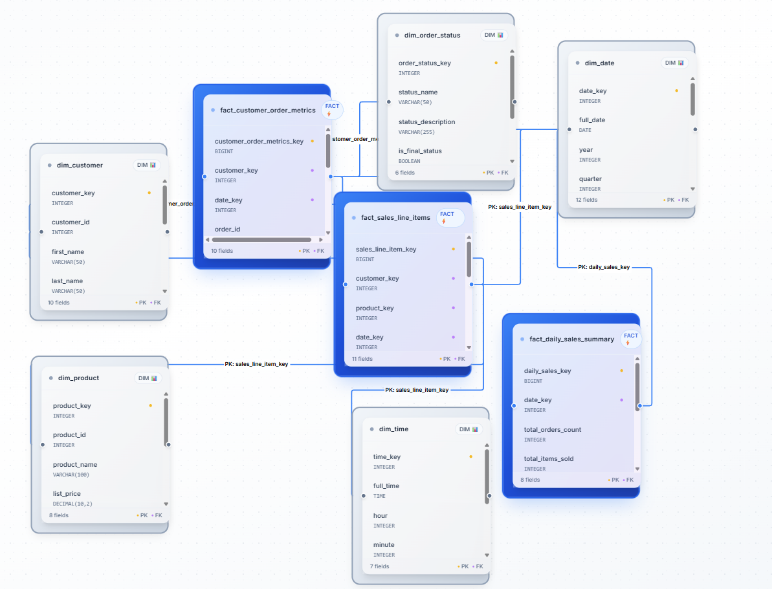 dim_order_status DIM
order_status_key
INTEGER
status_name
VARCHAR(50)
status_description
VARCHAR(255)
is_final_status
BOOLEAN
6 fields PK FK
dim_date DIM
date_key
INTEGER
full_date
DATE
year
INTEGER
quarter
INTEGER
12 fields PK FK
fact_customer_order_metrics FACT
customer_order_metrics_key
BIGINT
customer_key
INTEGER
date_key
INTEGER
order_id
10 fields PK FK
dim_customer DIM
customer_key
INTEGER
customer_id
INTEGER
first_name
VARCHAR(50)
last_name
VARCHAR(50)
10 fields PK FK
fact_sales_line_items FACT
sales_line_item_key
BIGINT
customer_key
INTEGER
product_key
INTEGER
date_key
INTEGER
11 fields PK FK
PK: sales_line_item_key
PK: daily_sales_key
fact_daily_sales_summary FACT
daily_sales_key
BIGINT
date_key
INTEGER
total_orders_count
INTEGER
total_items_sold
INTEGER
8 fields PK FK
dim_product DIM
product_key
INTEGER
product_id
INTEGER
product_name
VARCHAR(100)
list_price
DECIMAL(10,2)
8 fields PK FK
PK: sales_line_item_key
PK: sales_line_item_key
dim_time DIM
time_key
INTEGER
full_time
TIME
hour
INTEGER
minute
INTEGER
7 fields PK FK